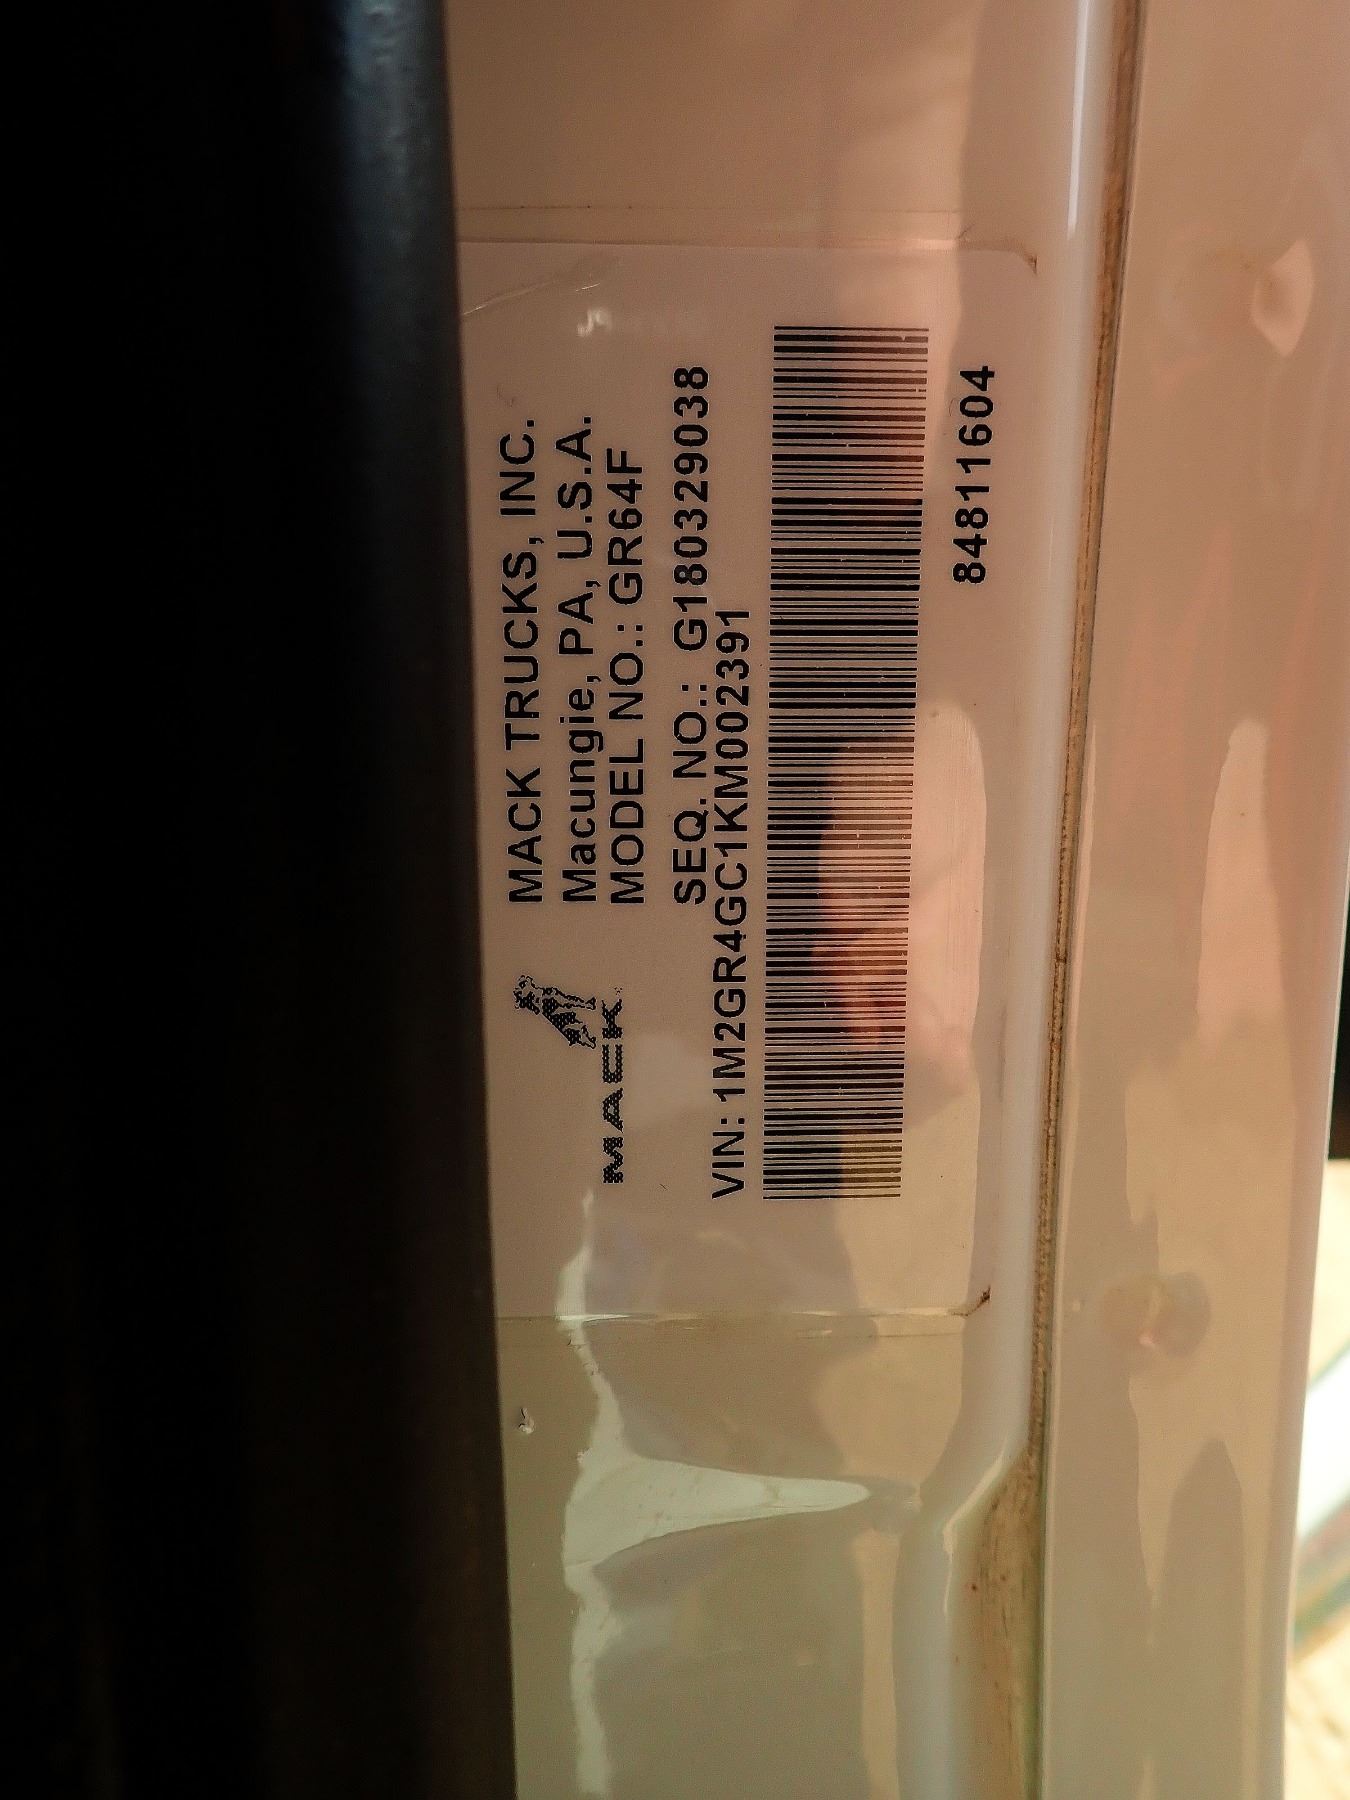 MACK
MACK TRUCKS, INC.
Macungie, PA, U.S.A.
MODEL NO.: GR64F
SEQ. NO.: G180329038
VIN: 1M2GR4GC1KM002391
84811604